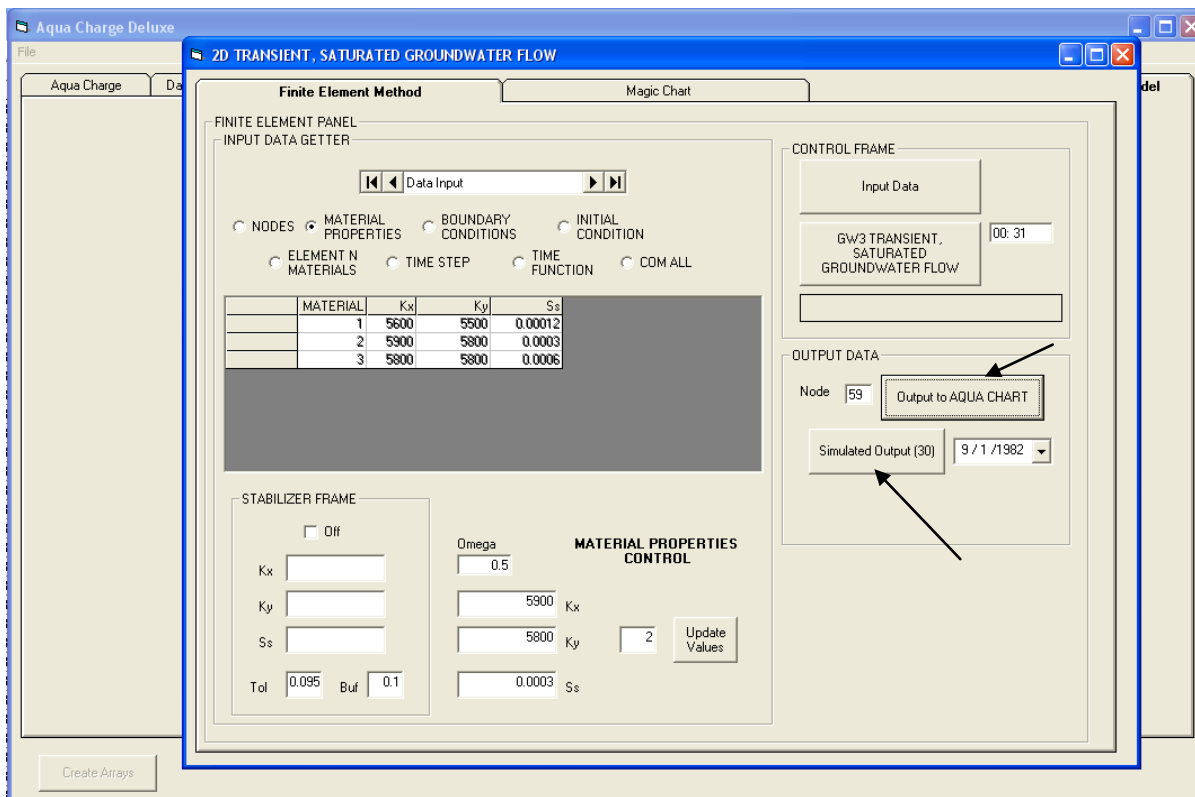 Aqua Charge Deluxe
File
Aqua Charge
Da
del
2D TRANSIENT, SATURATED GROUNDWATER FLOW
Finite Element Method
Magic Chart
FINITE ELEMENT PANEL
INPUT DATA GETTER
Data Input
NODES
MATERIAL PROPERTIES
BOUNDARY CONDITIONS
INITIAL CONDITION
ELEMENT N MATERIALS
TIME STEP
TIME FUNCTION
COM ALL
MATERIAL Kx Ky Ss
1 5600 5500 0.00012
2 5900 5800 0.0003
3 5800 5800 0.0006
STABILIZER FRAME
Off
Kx
Ky
Ss
Tol 0.095 Buf 0.1
Omega
0.5
MATERIAL PROPERTIES
CONTROL
5900 Kx
5800 Ky
2
Update
Values
0.0003 Ss
CONTROL FRAME
Input Data
GW3 TRANSIENT,
SATURATED
GROUNDWATER FLOW
00: 31
OUTPUT DATA
Node 59
Output to AQUA CHART
Simulated Output (30)
9 / 1 /1982
Create Arrays